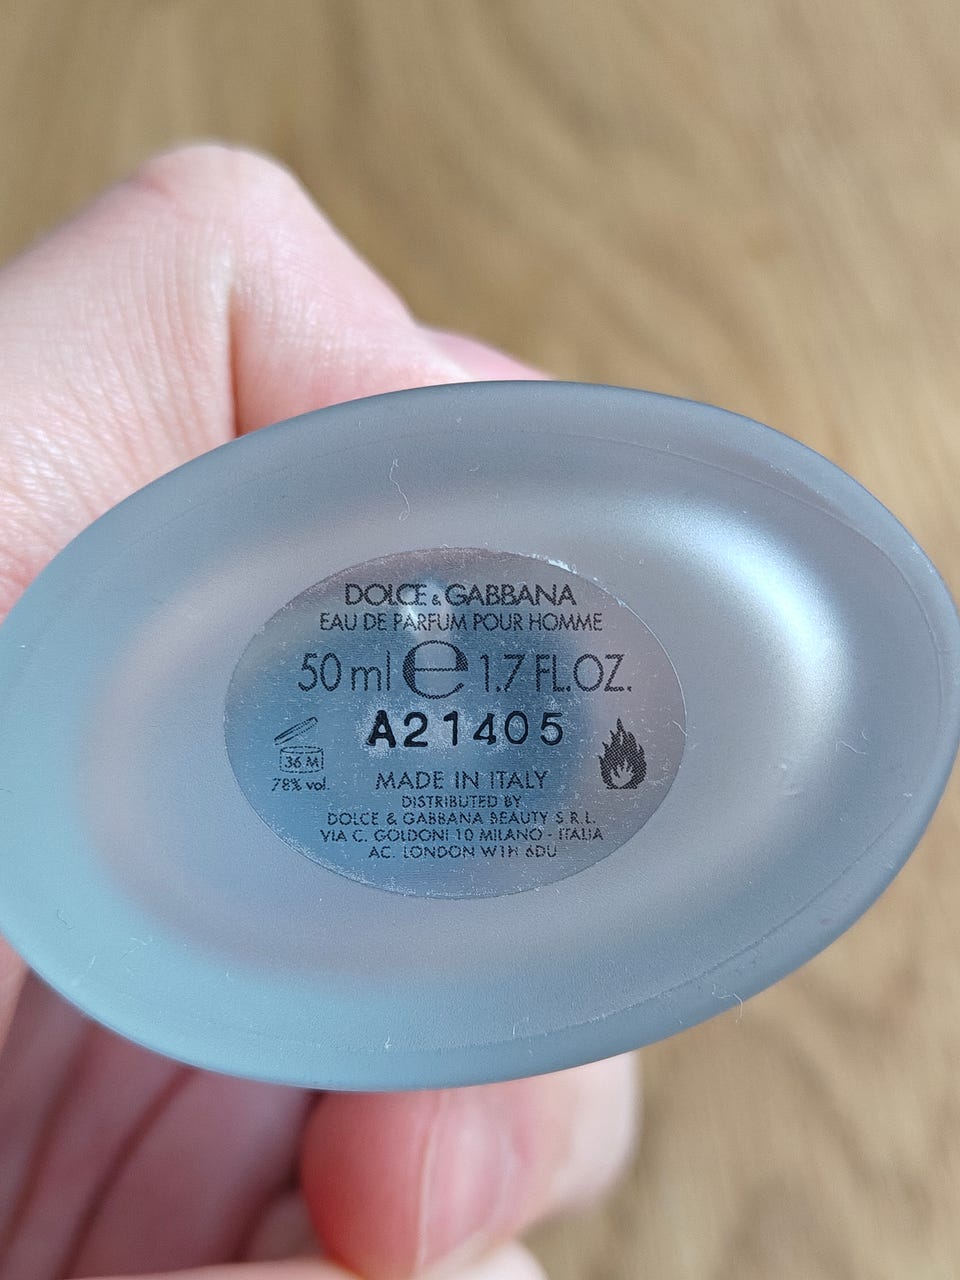 DOLCE & GABBANA
EAU DE PARFUM POUR HOMME
50 ml e 1.7 FL.OZ.
A21405
36 M
78% vol.
MADE IN ITALY
DISTRIBUTED BY
DOLCE & GABBANA BEAUTY S.R.L.
VIA C. GOLDONI 10 MILANO - ITALIA
AC. LONDON W1H 6DU